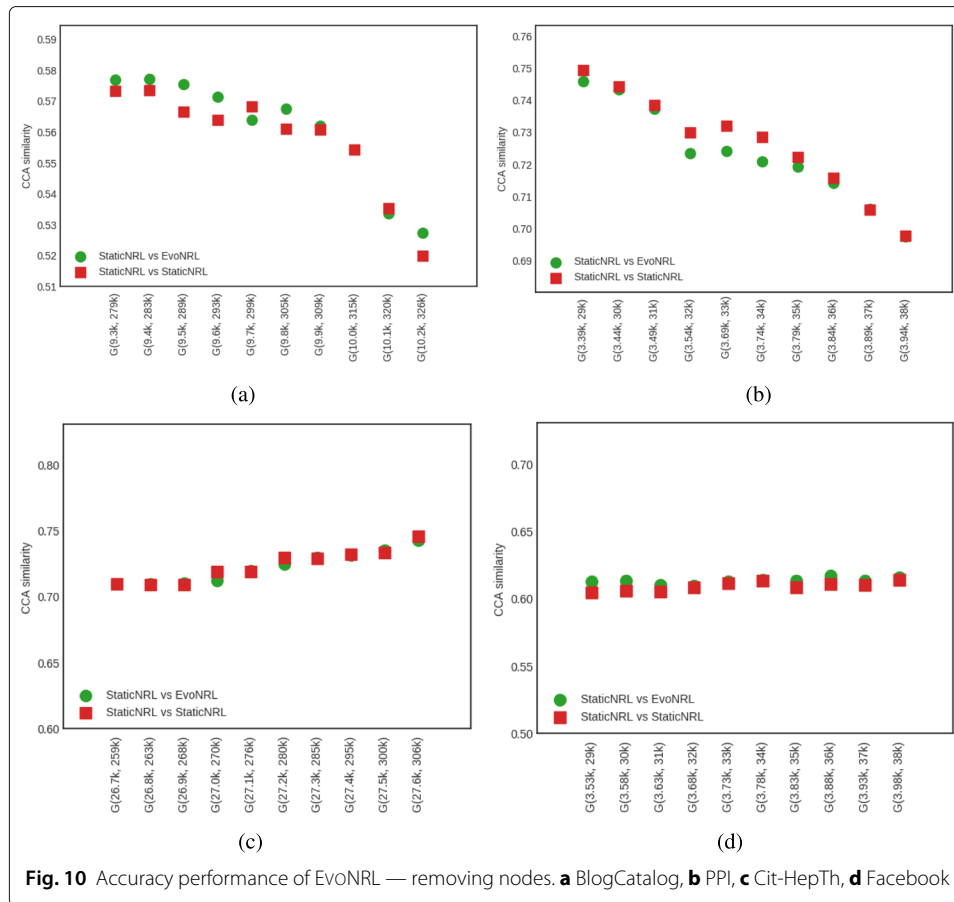 0.59
0.58
0.57
0.56
0.55
0.54
0.53
0.52
0.51
CCA similarity
StaticNRL vs EvoNRL
StaticNRL vs StaticNRL
G(9.3k, 279k)
G(9.4k, 283k)
G(9.5k, 289k)
G(9.6k, 293k)
G(9.7k, 299k)
G(9.8k, 305k)
G(9.9k, 309k)
G(10.0k, 315k)
G(10.1k, 320k)
G(10.2k, 326k)
(a)
0.76
0.75
0.74
0.73
0.72
0.71
0.70
0.69
CCA similarity
StaticNRL vs EvoNRL
StaticNRL vs StaticNRL
G(3.39k, 29k)
G(3.44k, 30k)
G(3.49k, 31k)
G(3.54k, 32k)
G(3.69k, 33k)
G(3.74k, 34k)
G(3.79k, 35k)
G(3.84k, 36k)
G(3.89k, 37k)
G(3.94k, 38k)
(b)
0.80
0.75
0.70
0.65
0.60
CCA similarity
StaticNRL vs EvoNRL
StaticNRL vs StaticNRL
G(26.7k, 259k)
G(26.8k, 263k)
G(26.9k, 268k)
G(27.0k, 270k)
G(27.1k, 276k)
G(27.2k, 280k)
G(27.3k, 285k)
G(27.4k, 295k)
G(27.5k, 300k)
G(27.6k, 306k)
(c)
0.70
0.65
0.60
0.55
0.50
CCA similarity
StaticNRL vs EvoNRL
StaticNRL vs StaticNRL
G(3.53k, 29k)
G(3.58k, 30k)
G(3.63k, 31k)
G(3.68k, 32k)
G(3.73k, 33k)
G(3.78k, 34k)
G(3.83k, 35k)
G(3.88k, 36k)
G(3.93k, 37k)
G(3.98k, 38k)
(d)
Fig. 10 Accuracy performance of EVONRL — removing nodes. a BlogCatalog, b PPI, c Cit-HepTh, d Facebook